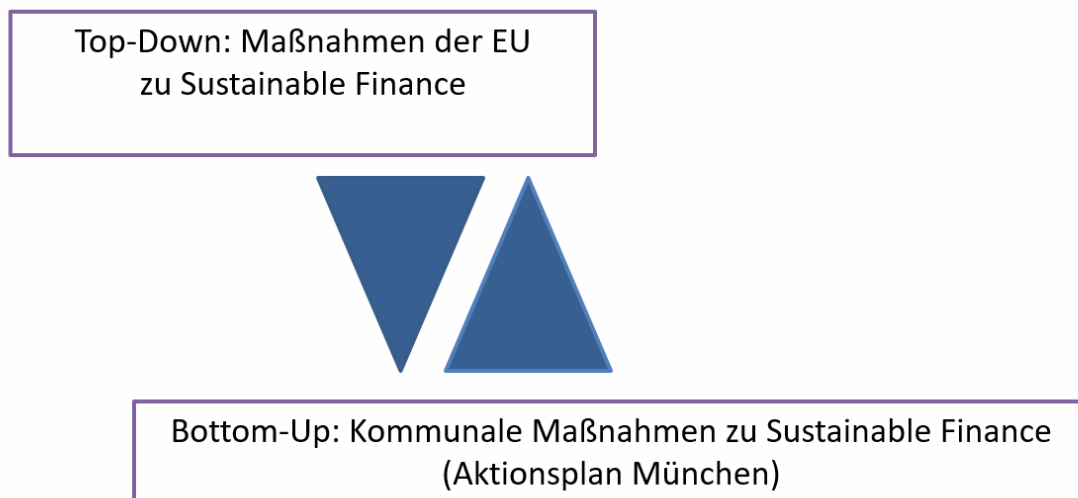 Top-Down: Maßnahmen der EU
zu Sustainable Finance
Bottom-Up: Kommunale Maßnahmen zu Sustainable Finance
(Aktionsplan München)